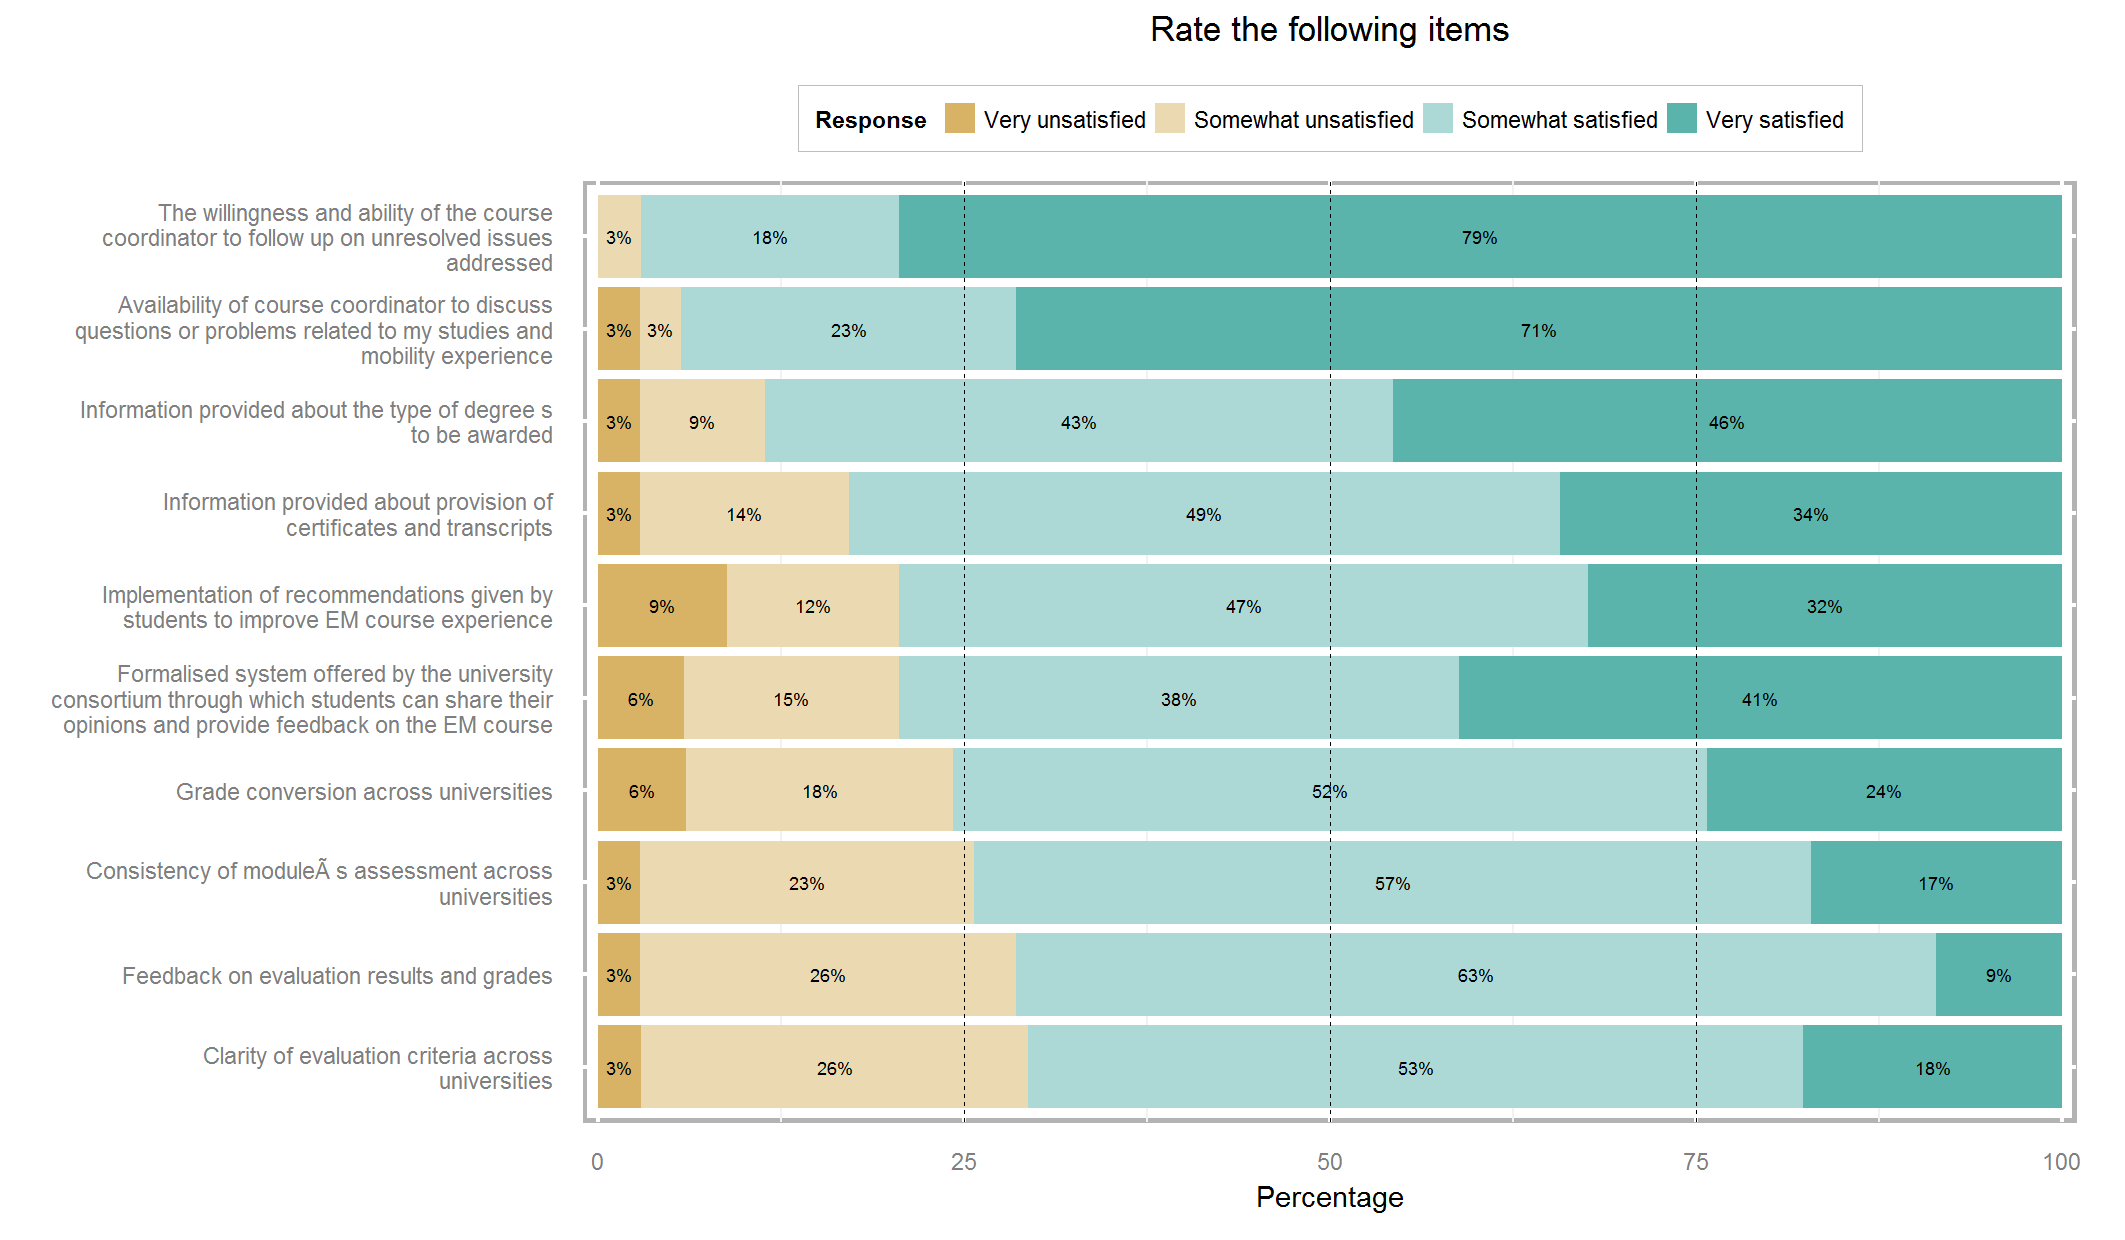 Rate the following items
Response Very unsatisfied Somewhat unsatisfied Somewhat satisfied Very satisfied
The willingness and ability of the course
coordinator to follow up on unresolved issues
addressed
3% 18% 79%
Availability of course coordinator to discuss
questions or problems related to my studies and
mobility experience
3% 3% 23% 71%
Information provided about the type of degree s
to be awarded
3% 9% 43% 46%
Information provided about provision of
certificates and transcripts
3% 14% 49% 34%
Implementation of recommendations given by
students to improve EM course experience
9% 12% 47% 32%
Formalised system offered by the university
consortium through which students can share their
opinions and provide feedback on the EM course
6% 15% 38% 41%
Grade conversion across universities
6% 18% 52% 24%
Consistency of moduleÃ s assessment across
universities
3% 23% 57% 17%
Feedback on evaluation results and grades
3% 26% 63% 9%
Clarity of evaluation criteria across
universities
3% 26% 53% 18%
0 25 50 75 100
Percentage